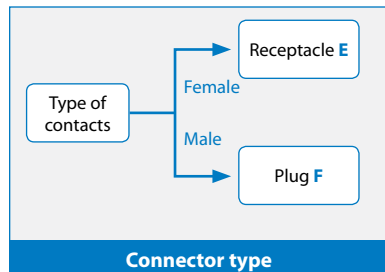 Receptacle E
Female
Type of
contacts
Male
Plug F
Connector type